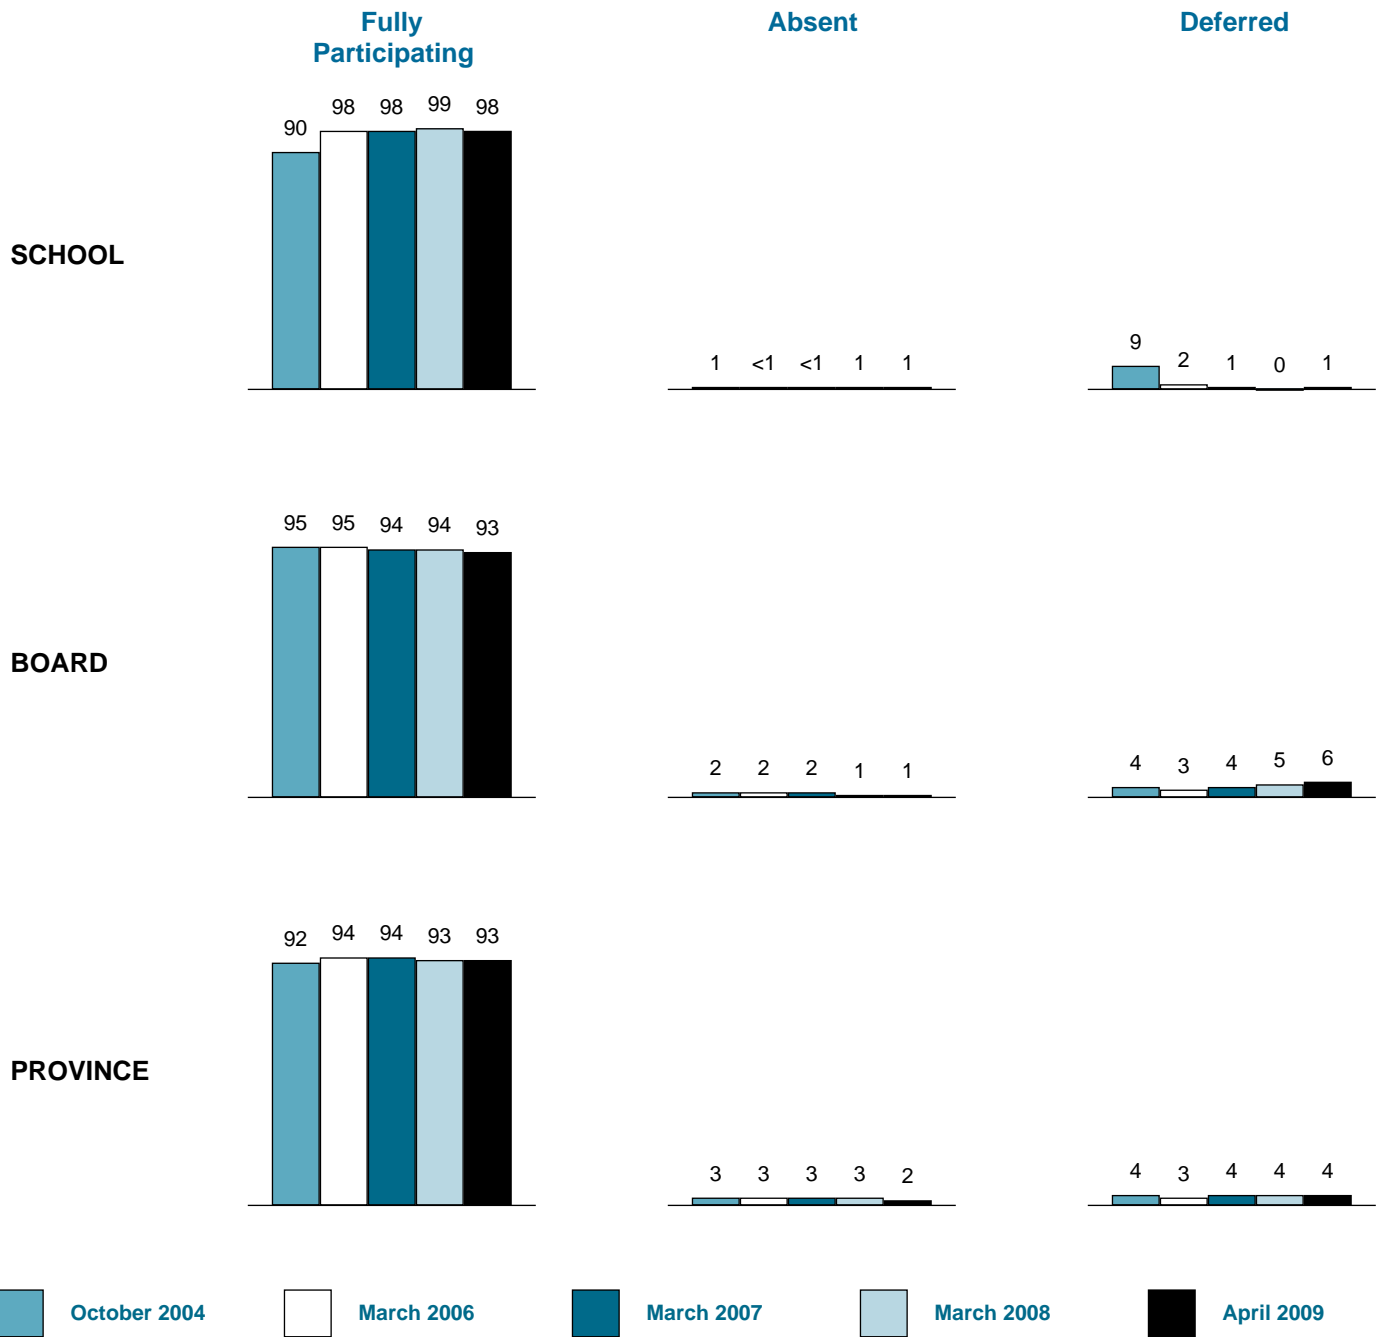 Fully
Participating
Absent
Deferred
SCHOOL
90 98 98 99 98
1 <1 <1 1 1
9 2 1 0 1
BOARD
95 95 94 94 93
2 2 2 1 1
4 3 4 5 6
PROVINCE
92 94 94 93 93
3 3 3 3 2
4 3 4 4 4
October 2004
March 2006
March 2007
March 2008
April 2009